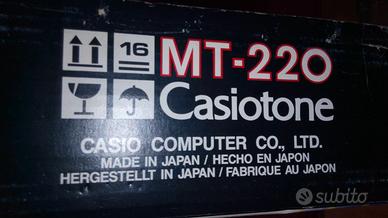 16
MT-220
Casiotone
CASIO COMPUTER CO., LTD.
MADE IN JAPAN / HECHO EN JAPON
HERGESTELLT IN JAPAN / FABRIQUE AU JAPON
subito